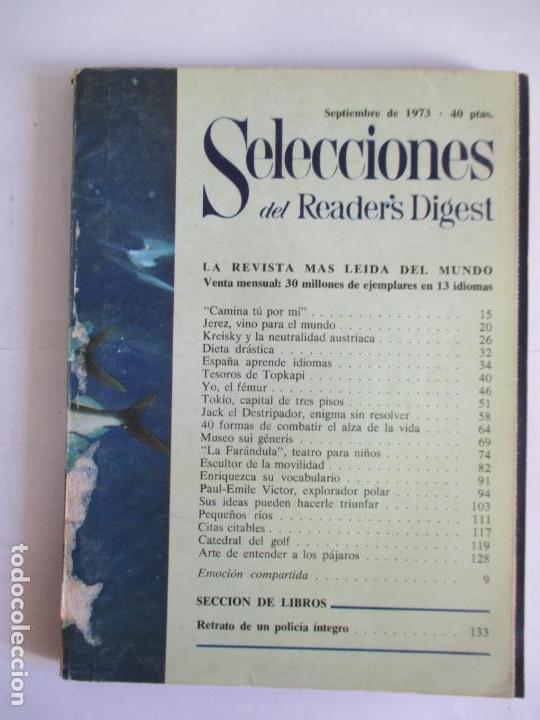 Septiembre de 1973 · 40 ptas.
Selecciones
del Reader's Digest
LA REVISTA MAS LEIDA DEL MUNDO
Venta mensual: 30 millones de ejemplares en 13 idiomas
"Camina tú por mí" . . . . . . . . . . . . . 15
Jerez, vino para el mundo . . . . . . . . . . 20
Kreisky y la neutralidad austriaca . . . . . . . 26
Dieta drástica . . . . . . . . . . . . . . . 32
España aprende idiomas . . . . . . . . . . . 34
Tesoros de Topkapi . . . . . . . . . . . . . 40
Yo, el fémur . . . . . . . . . . . . . . . . 46
Tokio, capital de tres pisos . . . . . . . . . 51
Jack el Destripador, enigma sin resolver . . . . 58
40 formas de combatir el alza de la vida . . . . 64
Museo sui géneris . . . . . . . . . . . . . 69
"La Farándula", teatro para niños . . . . . . . 74
Escultor de la movilidad . . . . . . . . . . . 82
Enriquezca su vocabulario . . . . . . . . . . 91
Paul-Emile Victor, explorador polar . . . . . . 94
Sus ideas pueden hacerle triunfar . . . . . . . 103
Pequeños ríos . . . . . . . . . . . . . . . 111
Citas citables . . . . . . . . . . . . . . . 117
Catedral del golf . . . . . . . . . . . . . . 119
Arte de entender a los pájaros . . . . . . . . 128
Emoción compartida . . . . . . . . . . . . . 9
SECCION DE LIBROS
Retrato de un policía íntegro . . . . . . . . . 133
todocoleccion